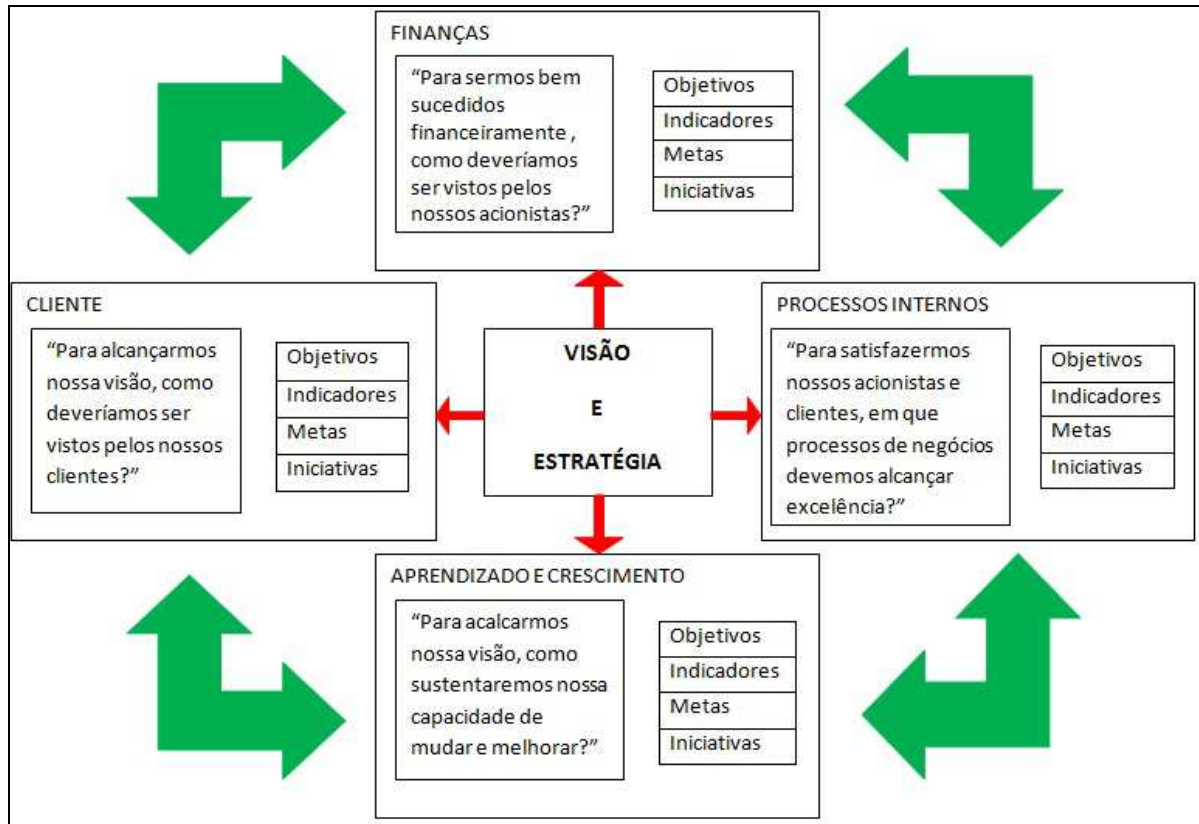 FINANÇAS
“Para sermos bem
sucedidos
financeiramente ,
como deveríamos
ser vistos pelos
nossos acionistas?”
Objetivos
Indicadores
Metas
Iniciativas
CLIENTE
“Para alcançarmos
nossa visão, como
deveríamos ser
vistos pelos nossos
clientes?”
Objetivos
Indicadores
Metas
Iniciativas
VISÃO
E
ESTRATÉGIA
PROCESSOS INTERNOS
“Para satisfazermos
nossos acionistas e
clientes, em que
processos de negócios
devemos alcançar
excelência?”
Objetivos
Indicadores
Metas
Iniciativas
APRENDIZADO E CRESCIMENTO
“Para acalcarmos
nossa visão, como
sustentaremos nossa
capacidade de
mudar e melhorar?”
Objetivos
Indicadores
Metas
Iniciativas